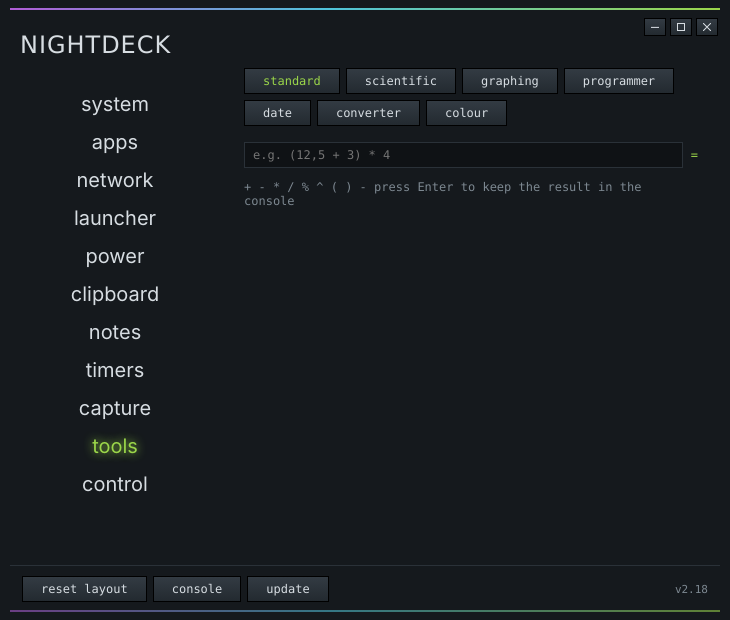 NIGHTDECK
system
apps
network
launcher
power
clipboard
notes
timers
capture
tools
control
standard scientific graphing programmer
date converter colour
e.g. (12,5 + 3) * 4 =
+ - * / % ^ ( ) - press Enter to keep the result in the
console
reset layout console update v2.18